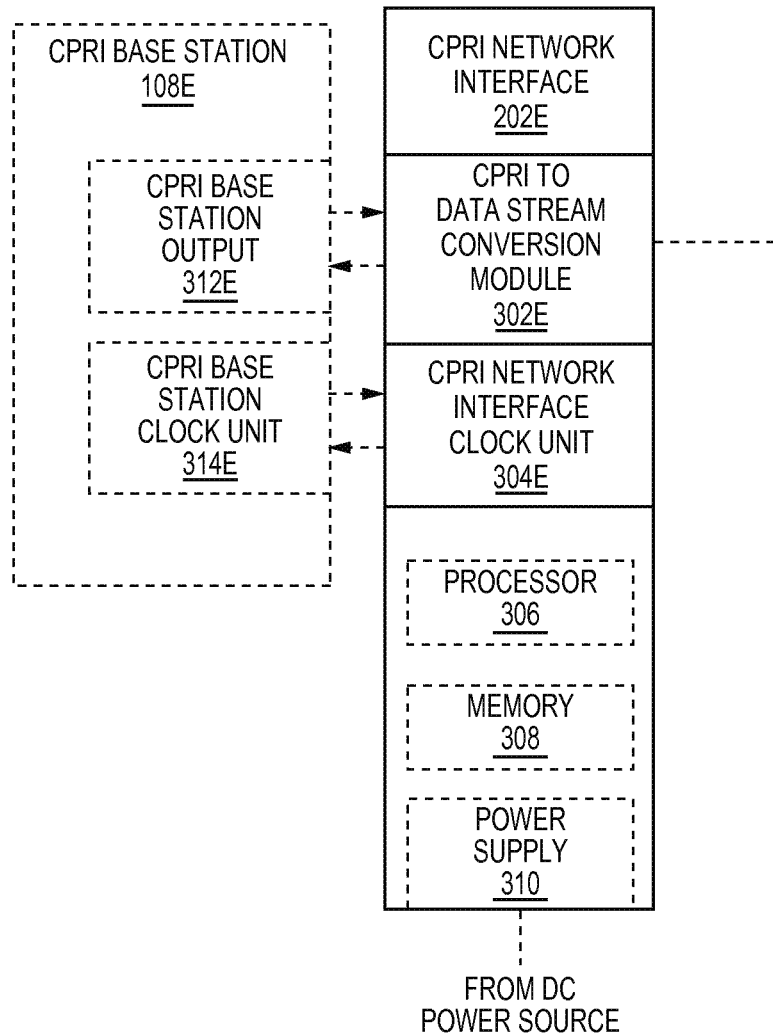 CPRI BASE STATION
108E
CPRI BASE
STATION
OUTPUT
312E
CPRI BASE
STATION
CLOCK UNIT
314E
CPRI NETWORK
INTERFACE
202E
CPRI TO
DATA STREAM
CONVERSION
MODULE
302E
CPRI NETWORK
INTERFACE
CLOCK UNIT
304E
PROCESSOR
306
MEMORY
308
POWER
SUPPLY
310
FROM DC
POWER SOURCE